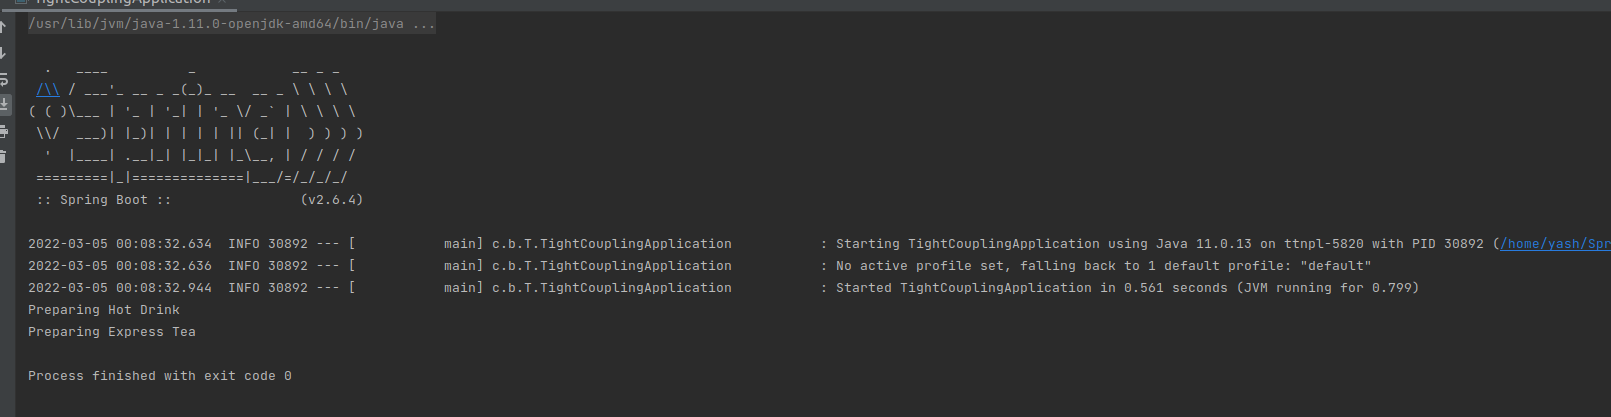 TightCouplingApplication
/usr/lib/jvm/java-1.11.0-openjdk-amd64/bin/java ...
  .   ____          _            __ _ _
 /\\ / ___'_ __ _ _(_)_ __  __ _ \ \ \ \
( ( )\___ | '_ | '_| | '_ \/ _` | \ \ \ \
 \\/  ___)| |_)| | | | | || (_| |  ) ) ) )
  '  |____| .__|_| |_|_| |_\__, | / / / /
 =========|_|==============|___/=/_/_/_/
 :: Spring Boot ::                (v2.6.4)
2022-03-05 00:08:32.634  INFO 30892 --- [           main] c.b.T.TightCouplingApplication           : Starting TightCouplingApplication using Java 11.0.13 on ttnpl-5820 with PID 30892 (/home/yash/Spr
2022-03-05 00:08:32.636  INFO 30892 --- [           main] c.b.T.TightCouplingApplication           : No active profile set, falling back to 1 default profile: "default"
2022-03-05 00:08:32.944  INFO 30892 --- [           main] c.b.T.TightCouplingApplication           : Started TightCouplingApplication in 0.561 seconds (JVM running for 0.799)
Preparing Hot Drink
Preparing Express Tea
Process finished with exit code 0